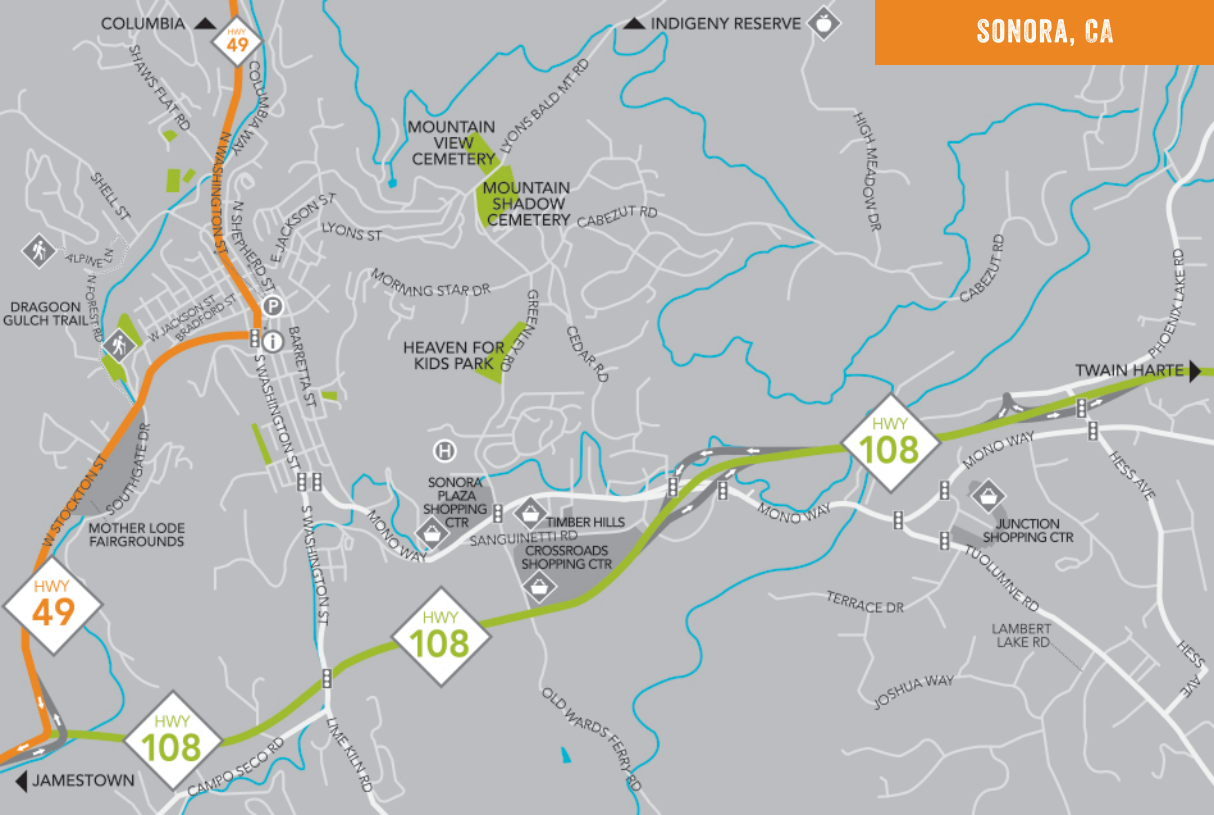 SONORA, CA
COLUMBIA
HWY
49
INDIGENY RESERVE
SHAWS FLAT RD
COLUMBIA WAY
N WASHINGTON ST
LYONS BALD MT RD
MOUNTAIN
VIEW
CEMETERY
HIGH MEADOW DR
SHELL ST
N SHEPHERD ST
E JACKSON ST
LYONS ST
MOUNTAIN
SHADOW
CEMETERY
CABEZUT RD
CABEZUT RD
PHOENIX LAKE RD
ALPINE LN
N FOREST RD
DRAGOON
GULCH TRAIL
W JACKSON ST
BRADFORD ST
P
i
MORMNG STAR DR
GREENLEY RD
CEDAR RD
HEAVEN FOR
KIDS PARK
BARRETTA ST
S WASHINGTON ST
TWAIN HARTE
HWY
108
MONO WAY
HESS AVE
H
SONORA
PLAZA
SHOPPING
CTR
W STOCKTON ST
SOUTHGATE DR
MOTHER LODE
FAIRGROUNDS
S WASHINGTON ST
MONO WAY
TIMBER HILLS
SANGUINETTI RD
CROSSROADS
SHOPPING CTR
MONO WAY
JUNCTION
SHOPPING CTR
TUOLUMNE RD
HWY
49
HWY
108
TERRACE DR
LAMBERT
LAKE RD
HESS AVE
JOSHUA WAY
OLD WARDS FERRY RD
HWY
108
LIME KILN RD
CAMPO SECO RD
JAMESTOWN